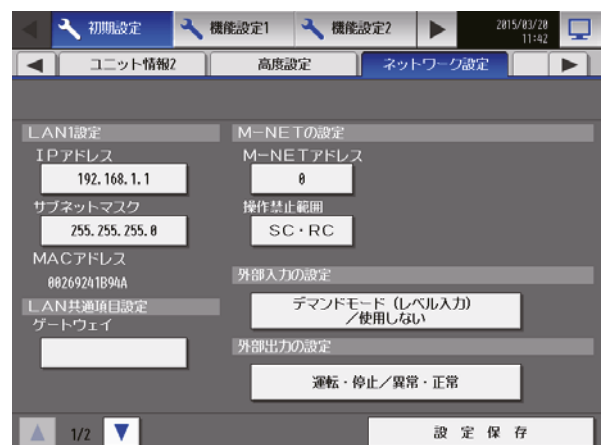 初期設定
機能設定1
機能設定2
2015/03/20
11:42
ユニット情報2
高度設定
ネットワーク設定
LAN1設定
IPアドレス
192.168.1.1
サブネットマスク
255.255.255.0
MACアドレス
00269241B94A
LAN共通項目設定
ゲートウェイ
M-NETの設定
M-NETアドレス
0
操作禁止範囲
SC・RC
外部入力の設定
デマンドモード（レベル入力）
／使用しない
外部出力の設定
運転・停止／異常・正常
1/2
設 定 保 存